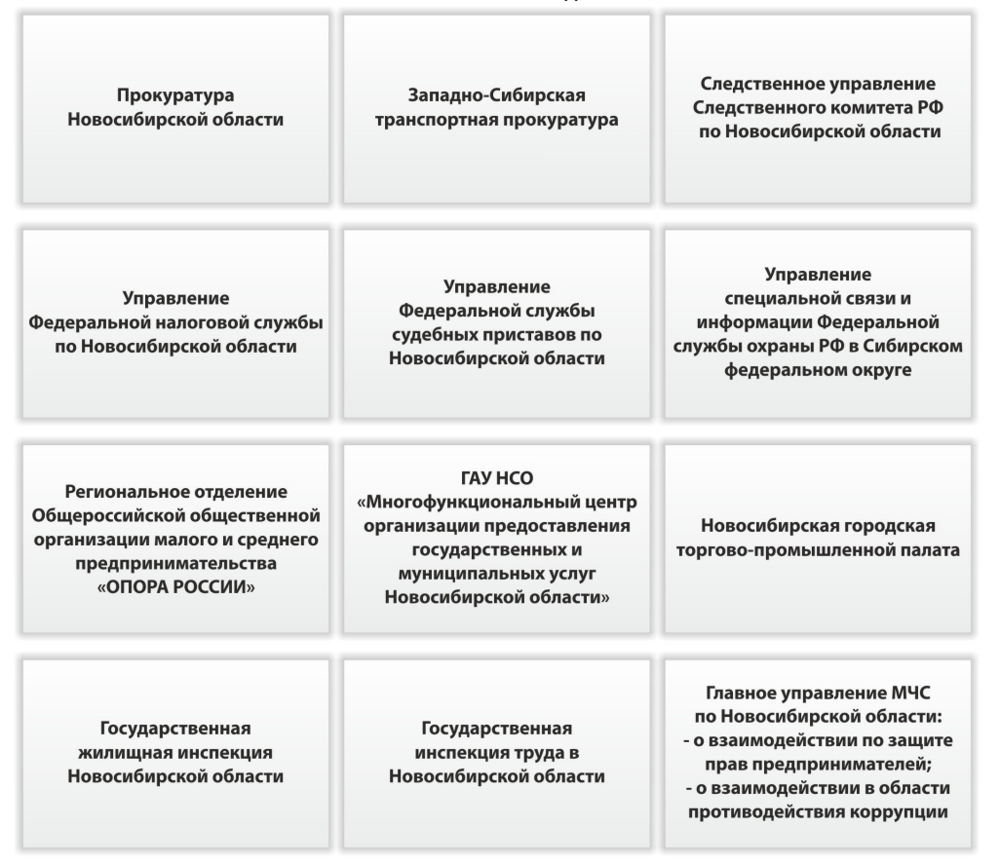 Прокуратура
Новосибирской области
Западно-Сибирская
транспортная прокуратура
Следственное управление
Следственного комитета РФ
по Новосибирской области
Управление
Федеральной налоговой службы
по Новосибирской области
Управление
Федеральной службы
судебных приставов по
Новосибирской области
Управление
специальной связи и
информации Федеральной
службы охраны РФ в Сибирском
федеральном округе
Региональное отделение
Общероссийской общественной
организации малого и среднего
предпринимательства
«ОПОРА РОССИИ»
ГАУ НСО
«Многофункциональный центр
организации предоставления
государственных и
муниципальных услуг
Новосибирской области»
Новосибирская городская
торгово-промышленной палата
Государственная
жилищная инспекция
Новосибирской области
Государственная
инспекция труда в
Новосибирской области
Главное управление МЧС
по Новосибирской области:
- о взаимодействии по защите
прав предпринимателей;
- о взаимодействии в области
противодействия коррупции